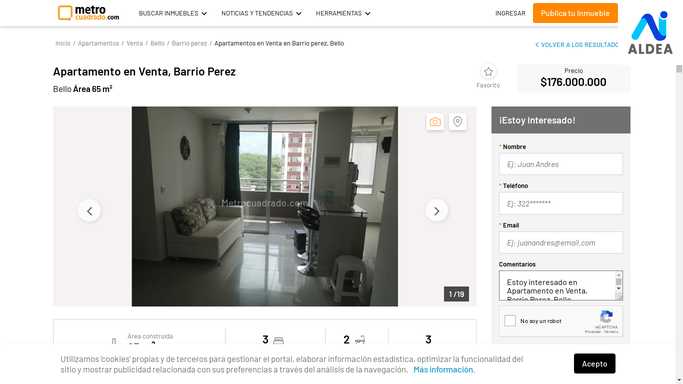 metro
cuadrado.com
BUSCAR INMUEBLES
NOTICIAS Y TENDENCIAS
HERRAMIENTAS
INGRESAR
Publica tu Inmueble
ALDEA
Inicio / Apartamentos / Venta / Bello / Barrio perez / Apartamentos en Venta en Barrio perez, Bello
VOLVER A LOS RESULTADO
Apartamento en Venta, Barrio Perez
Bello Área 65 m²
Favorito
Precio
$176.000.000
Metrocuadrado.com
1 /19
¡Estoy Interesado!
* Nombre
Ej: Juan Andres
* Teléfono
Ej: 322*******
* Email
Ej: juanandres@email.com
Comentarios
Estoy interesado en
Apartamento en Venta,
Barrio Perez, Bello
No soy un robot
reCAPTCHA
Privacidad - Términos
Área construida
3
2
3
Utilizamos 'cookies' propias y de terceros para gestionar el portal, elaborar información estadística, optimizar la funcionalidad del
sitio y mostrar publicidad relacionada con sus preferencias a través del análisis de la navegación. Más información.
Acepto